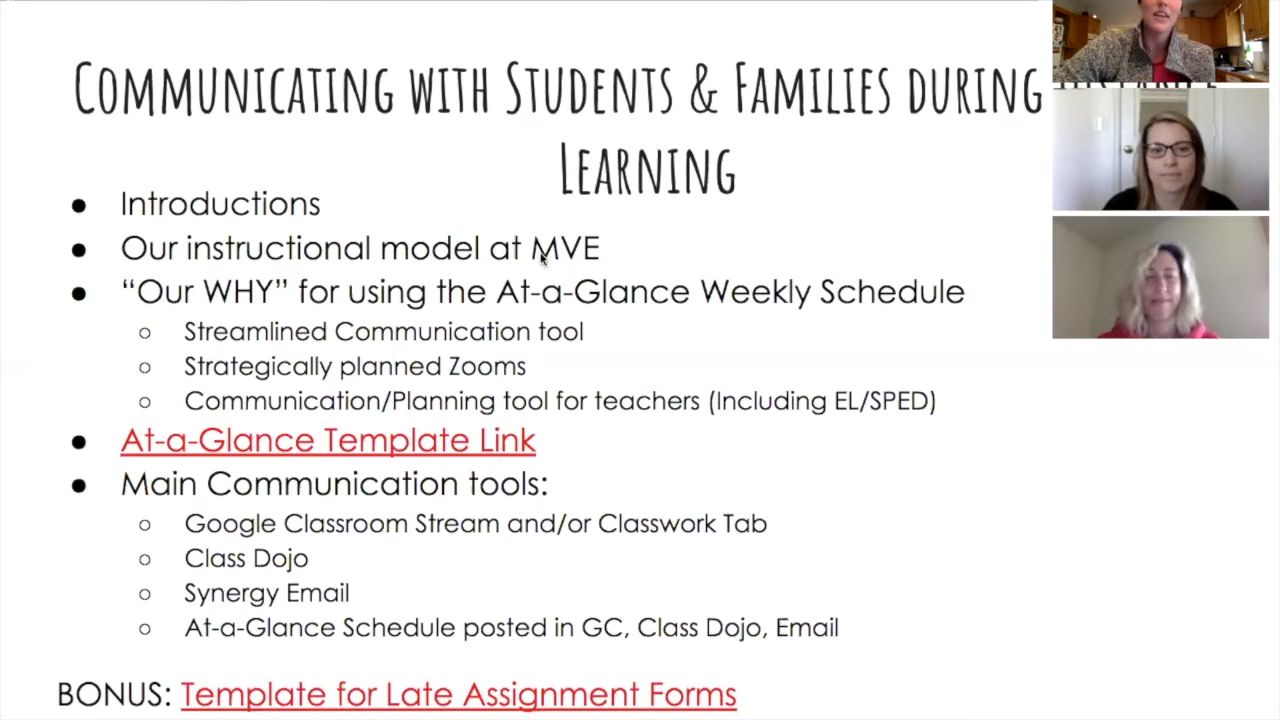 Communicating with Students & Families during
Learning
● Introductions
● Our instructional model at MVE
● “Our WHY” for using the At-a-Glance Weekly Schedule
○ Streamlined Communication tool
○ Strategically planned Zooms
○ Communication/Planning tool for teachers (Including EL/SPED)
● At-a-Glance Template Link
● Main Communication tools:
○ Google Classroom Stream and/or Classwork Tab
○ Class Dojo
○ Synergy Email
○ At-a-Glance Schedule posted in GC, Class Dojo, Email
BONUS: Template for Late Assignment Forms